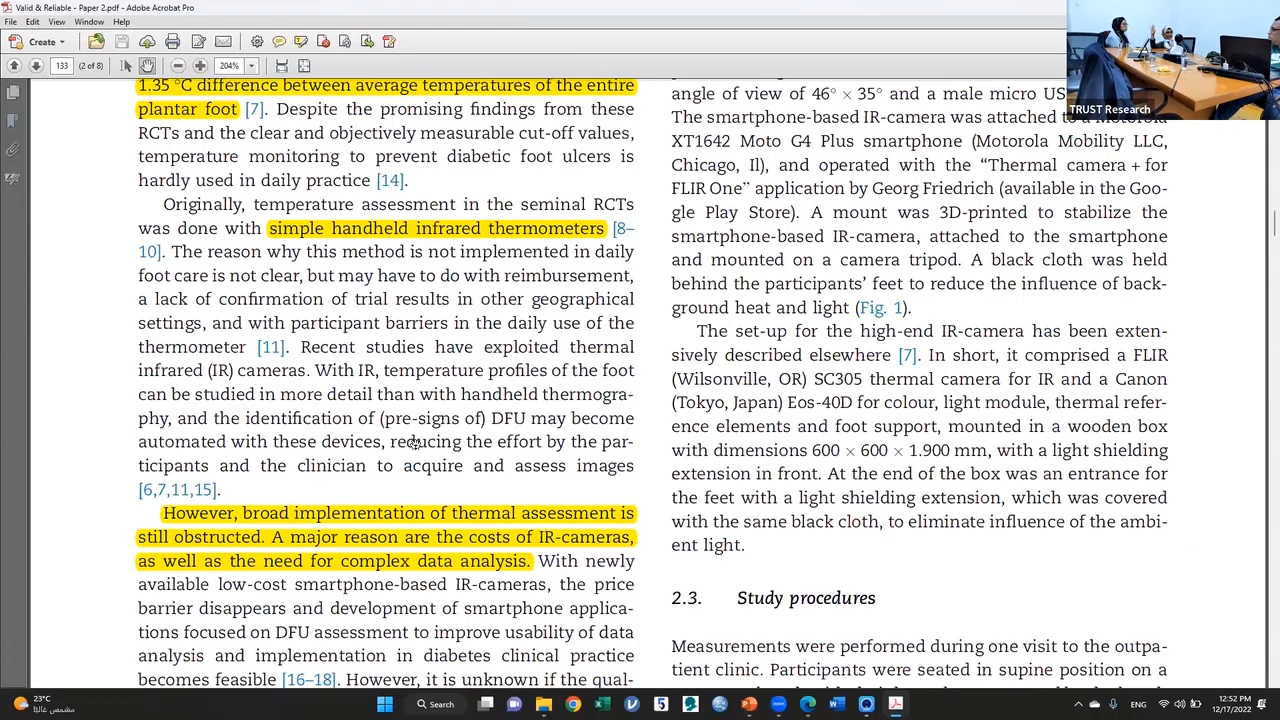 Valid & Reliable - Paper 2.pdf - Adobe Acrobat Pro
File Edit View Window Help
Create
133 (2 of 8) 204%
TRUST Research
1.35 °C difference between average temperatures of the entire
plantar foot [7]. Despite the promising findings from these
RCTs and the clear and objectively measurable cut-off values,
temperature monitoring to prevent diabetic foot ulcers is
hardly used in daily practice [14].
Originally, temperature assessment in the seminal RCTs
was done with simple handheld infrared thermometers [8–
10]. The reason why this method is not implemented in daily
foot care is not clear, but may have to do with reimbursement,
a lack of confirmation of trial results in other geographical
settings, and with participant barriers in the daily use of the
thermometer [11]. Recent studies have exploited thermal
infrared (IR) cameras. With IR, temperature profiles of the foot
can be studied in more detail than with handheld thermogra-
phy, and the identification of (pre-signs of) DFU may become
automated with these devices, reducing the effort by the par-
ticipants and the clinician to acquire and assess images
[6,7,11,15].
However, broad implementation of thermal assessment is
still obstructed. A major reason are the costs of IR-cameras,
as well as the need for complex data analysis. With newly
available low-cost smartphone-based IR-cameras, the price
barrier disappears and development of smartphone applica-
tions focused on DFU assessment to improve usability of data
analysis and implementation in diabetes clinical practice
becomes feasible [16–18]. However, it is unknown if the qual-
angle of view of 46° × 35° and a male micro US
The smartphone-based IR-camera was attached to a Motorola
XT1642 Moto G4 Plus smartphone (Motorola Mobility LLC,
Chicago, Il), and operated with the “Thermal camera + for
FLIR One” application by Georg Friedrich (available in the Goo-
gle Play Store). A mount was 3D-printed to stabilize the
smartphone-based IR-camera, attached to the smartphone
and mounted on a camera tripod. A black cloth was held
behind the participants’ feet to reduce the influence of back-
ground heat and light (Fig. 1).
The set-up for the high-end IR-camera has been exten-
sively described elsewhere [7]. In short, it comprised a FLIR
(Wilsonville, OR) SC305 thermal camera for IR and a Canon
(Tokyo, Japan) Eos-40D for colour, light module, thermal refer-
ence elements and foot support, mounted in a wooden box
with dimensions 600 × 600 × 1.900 mm, with a light shielding
extension in front. At the end of the box was an entrance for
the feet with a light shielding extension, which was covered
with the same black cloth, to eliminate influence of the ambi-
ent light.
2.3. Study procedures
Measurements were performed during one visit to the outpa-
tient clinic. Participants were seated in supine position on a
23°C
مشمس غالبًا
Search
ENG
12:52 PM
12/17/2022